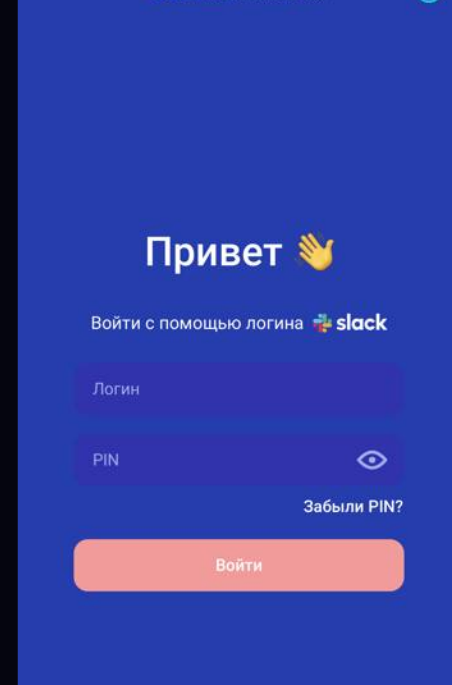 Привет 👋
Войти с помощью логина slack
Логин
PIN
Забыли PIN?
Войти